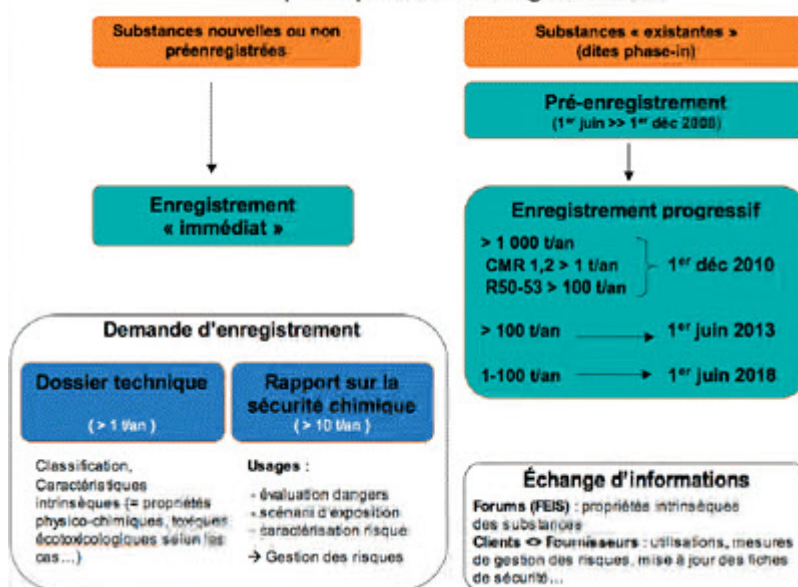 Substances nouvelles ou non
préenregistrées
Substances « existantes »
(dites phase-in)
Pré-enregistrement
(1er juin >> 1er déc 2008)
Enregistrement
« immédiat »
Enregistrement progressif
> 1 000 t/an
CMR 1,2 > 1 t/an
R50-53 > 100 t/an
1er déc 2010
> 100 t/an
1er juin 2013
1-100 t/an
1er juin 2018
Demande d'enregistrement
Dossier technique
( > 1 t/an )
Rapport sur la
sécurité chimique
( > 10 t/an )
Classification,
Caractéristiques
intrinsèques (= propriétés
physico-chimiques, toxiques
écotoxicologiques selon les
cas…)
Usages :
- évaluation dangers
- scénarii d'exposition
- caractérisation risque
→ Gestion des risques
Échange d'informations
Forums (FEIS) : propriétés intrinsèques
des substances
Clients <> Fournisseurs : utilisations, mesures
de gestion des risques, mise à jour des fiches
de sécurité…